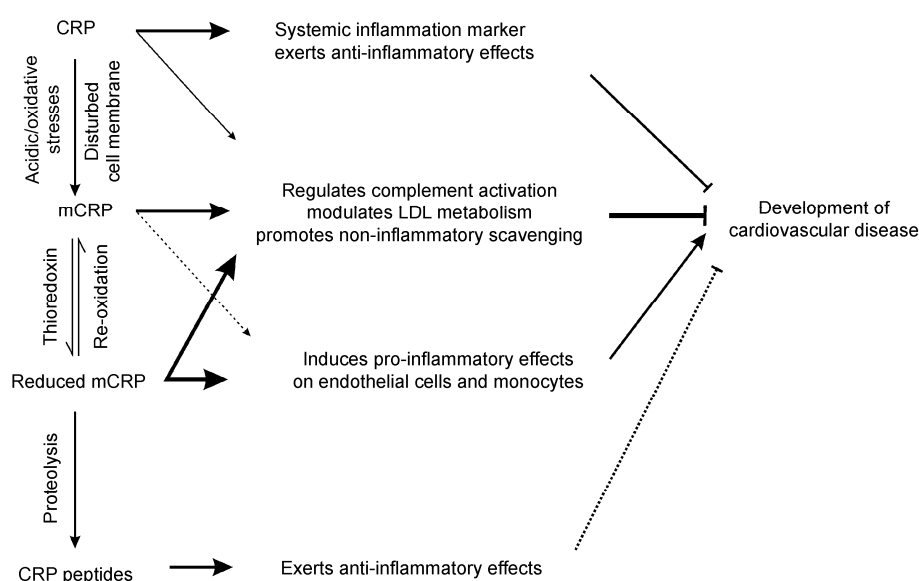 CRP
Systemic inflammation marker
exerts anti-inflammatory effects
Acidic/oxidative
stresses
Disturbed
cell membrane
mCRP
Regulates complement activation
modulates LDL metabolism
promotes non-inflammatory scavenging
Development of
cardiovascular disease
Thioredoxin
Re-oxidation
Reduced mCRP
Induces pro-inflammatory effects
on endothelial cells and monocytes
Proteolysis
CRP peptides
Exerts anti-inflammatory effects